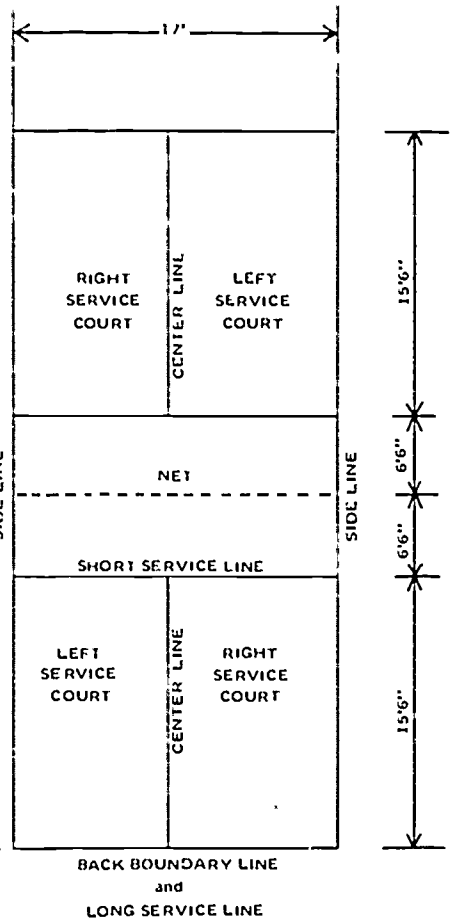 17'
RIGHT
SERVICE
COURT
CENTER LINE
LEFT
SERVICE
COURT
15'6"
NET
6'6"
LINE
SIDE LINE
6'6"
SHORT SERVICE LINE
LEFT
SERVICE
COURT
CENTER LINE
RIGHT
SERVICE
COURT
15'6"
BACK BOUNDARY LINE
and
LONG SERVICE LINE